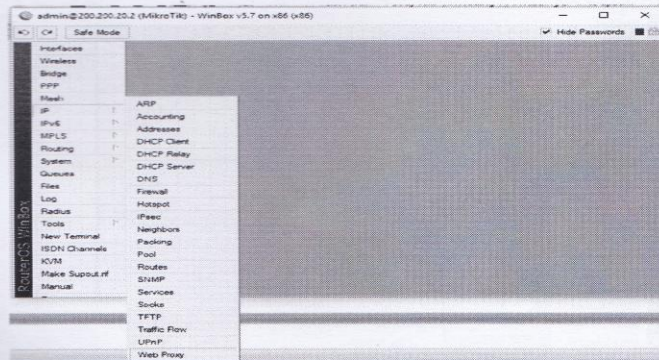 admin@200.200.20.2 (MikroTik) - WinBox v5.7 on x86 (x86)
Safe Mode
Hide Passwords
Interfaces
Wireless
Bridge
PPP
Mesh
IP
IPv6
MPLS
Routing
System
Queues
Files
Log
Radius
Tools
New Terminal
ISDN Channels
KVM
Make Supout.rif
Manual
RouterOS WinBox
ARP
Accounting
Addresses
DHCP Client
DHCP Relay
DHCP Server
DNS
Firewall
Hotspot
IPsec
Neighbors
Packing
Pool
Routes
SNMP
Services
Socks
TFTP
Traffic Flow
UPnP
Web Proxy